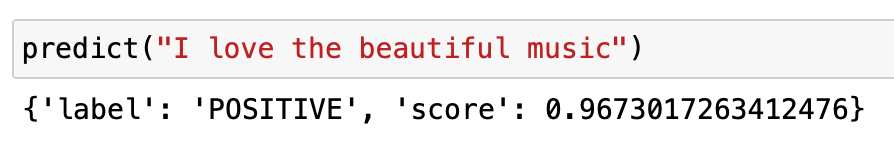 predict("I love the beautiful music")
{'label': 'POSITIVE', 'score': 0.9673017263412476}